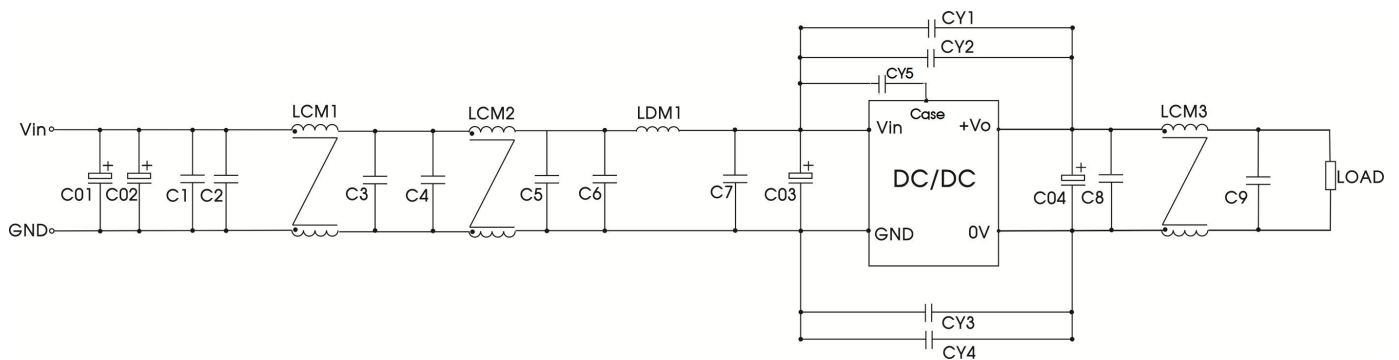 CY1
CY2
CY5
LCM1
LCM2
LDM1
Case
LCM3
Vin
Vin
+Vo
+
+
+
+
C01
C02
C1
C2
C3
C4
C5
C6
C7
C03
DC/DC
C04
C8
C9
LOAD
GND
GND
0V
CY3
CY4